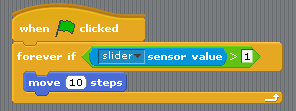 when clicked
forever if slider sensor value > 1
move 10 steps